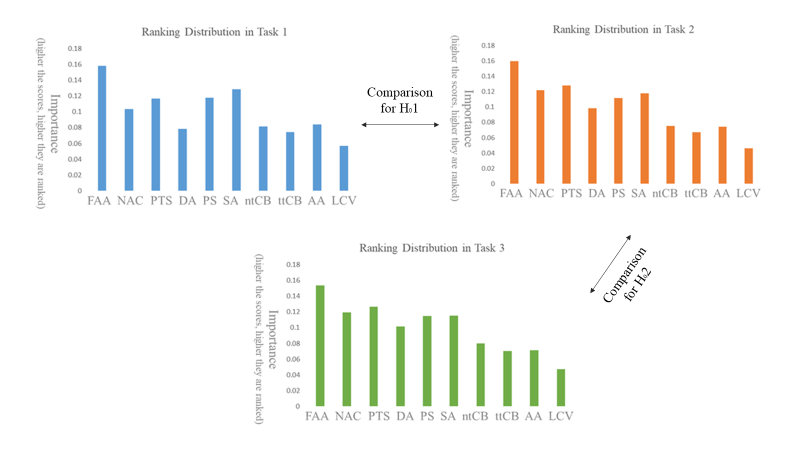 Ranking Distribution in Task 1
Importance
(higher the scores, higher they are ranked)
0.18
0.16
0.14
0.12
0.1
0.08
0.06
0.04
0.02
0
FAA NAC PTS DA PS SA ntCB ttCB AA LCV
Comparison
for H₀1
Ranking Distribution in Task 2
Importance
(higher the scores, higher they are ranked)
0.18
0.16
0.14
0.12
0.1
0.08
0.06
0.04
0.02
0
FAA NAC PTS DA PS SA ntCB ttCB AA LCV
Comparison
for H₀2
Ranking Distribution in Task 3
Importance
(higher the scores, higher they are ranked)
0.18
0.16
0.14
0.12
0.1
0.08
0.06
0.04
0.02
0
FAA NAC PTS DA PS SA ntCB ttCB AA LCV